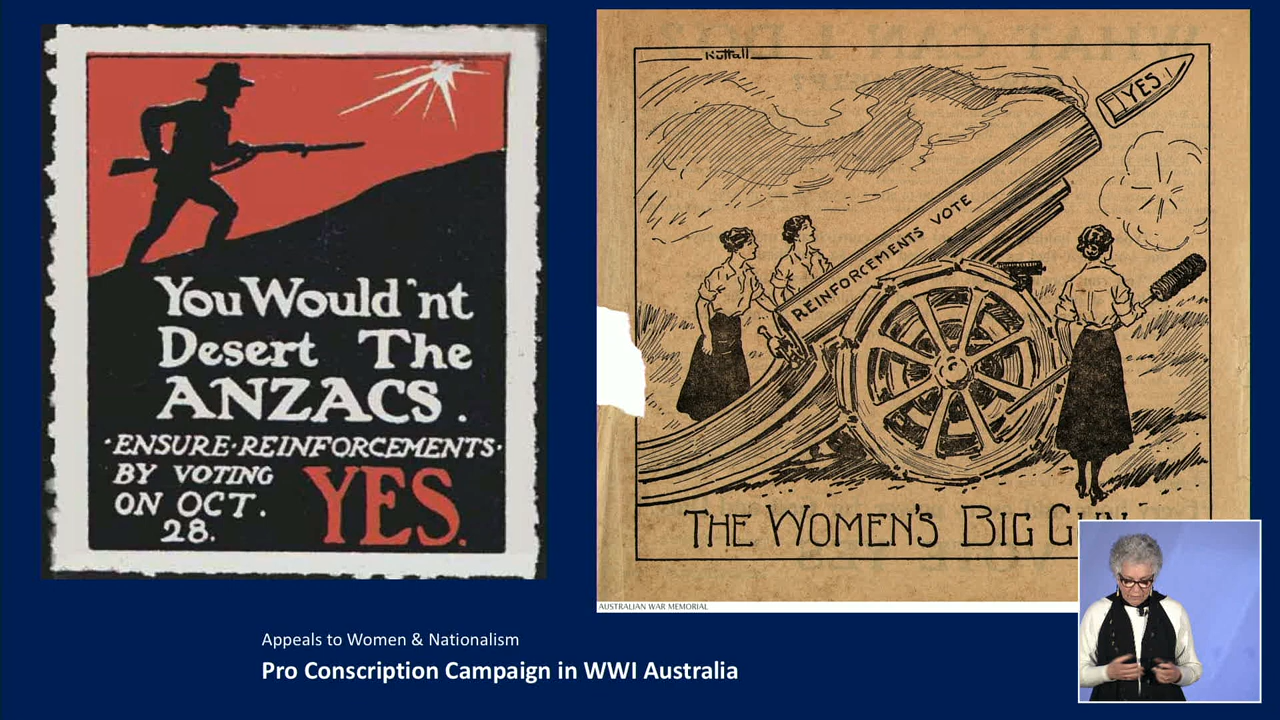 You Would'nt
Desert The
ANZACS.
·ENSURE·REINFORCEMENTS·
BY VOTING
ON OCT.
28.
YES.
Nuttall
YES
REINFORCEMENTS VOTE
THE WOMEN'S BIG GUN
AUSTRALIAN WAR MEMORIAL
Appeals to Women & Nationalism
Pro Conscription Campaign in WWI Australia